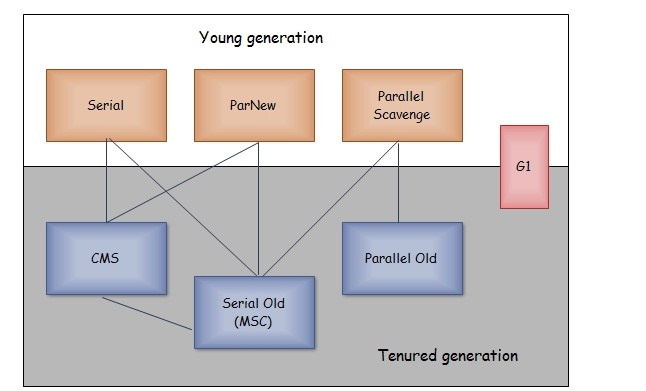 Young generation
Serial
ParNew
Parallel
Scavenge
G1
CMS
Parallel Old
Serial Old
(MSC)
Tenured generation